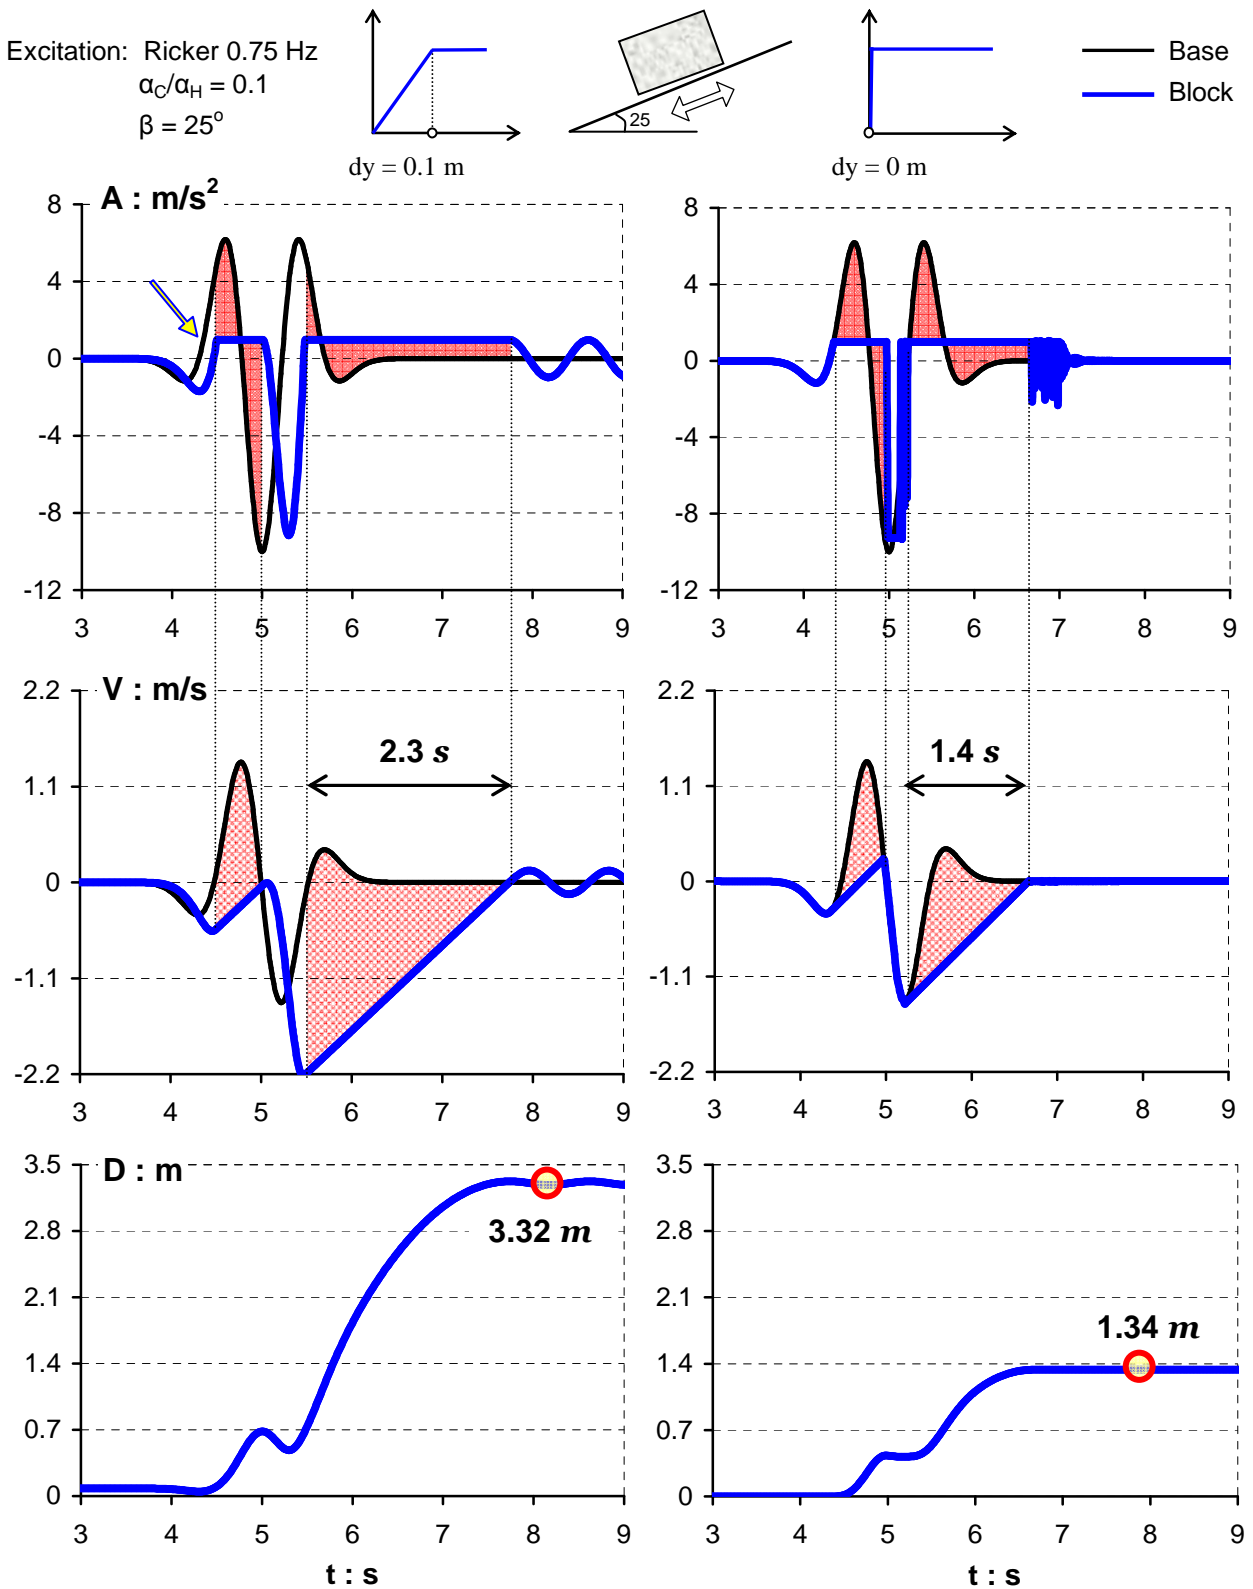 Excitation: Ricker 0.75 Hz
α_C/α_H = 0.1
β = 25°
dy = 0.1 m
25
dy = 0 m
Base
Block
A : m/s²
8
4
0
-4
-8
-12
3 4 5 6 7 8 9
8
4
0
-4
-8
-12
3 4 5 6 7 8 9
V : m/s
2.2
1.1
0
-1.1
-2.2
2.3 s
3 4 5 6 7 8 9
2.2
1.1
0
-1.1
-2.2
1.4 s
3 4 5 6 7 8 9
D : m
3.5
2.8
2.1
1.4
0.7
0
3.32 m
3 4 5 6 7 8 9
t : s
3.5
2.8
2.1
1.4
0.7
0
1.34 m
3 4 5 6 7 8 9
t : s